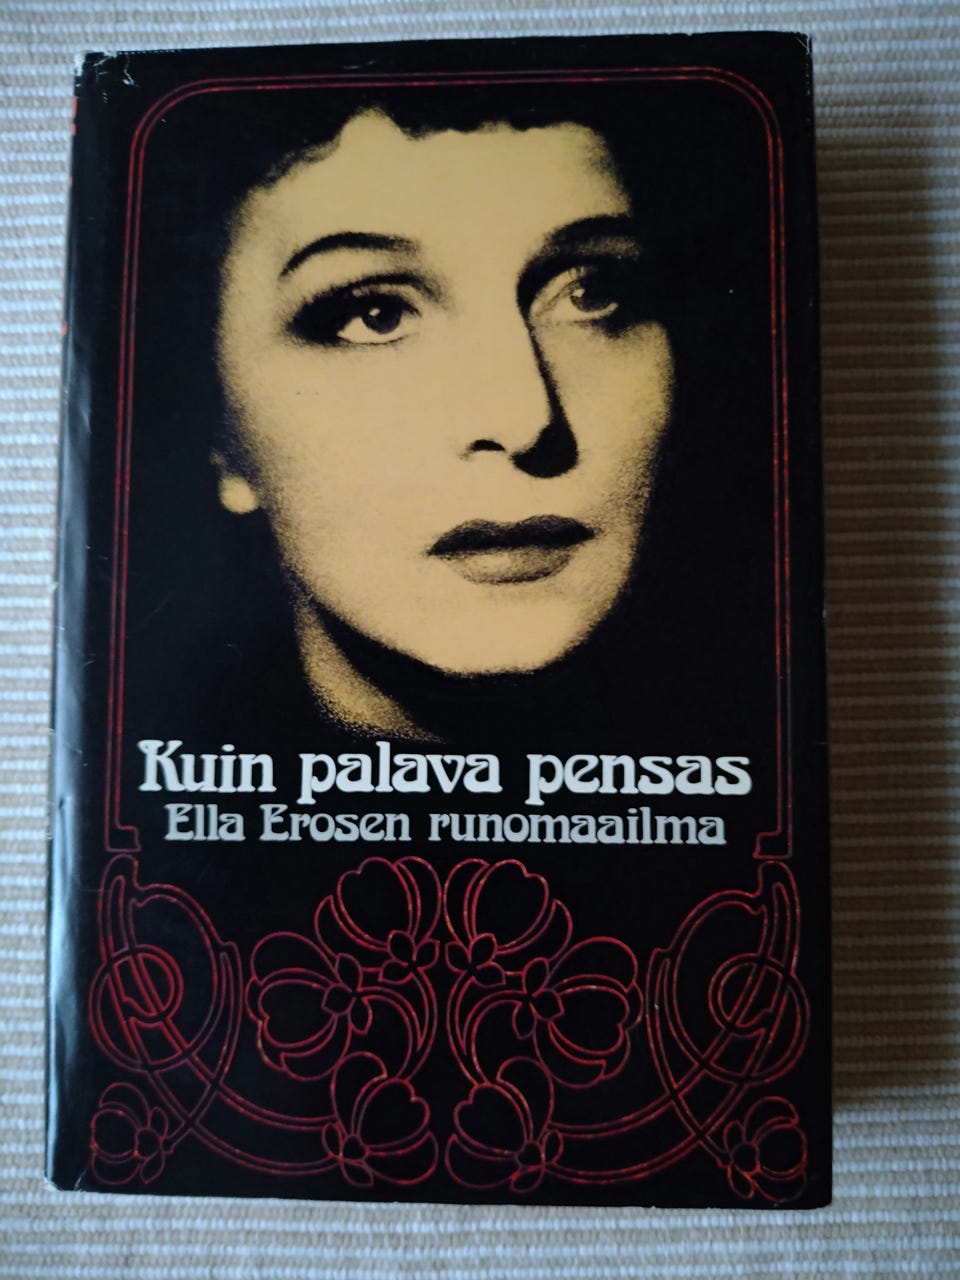 Kuin palava pensas
Ella Erosen runomaailma